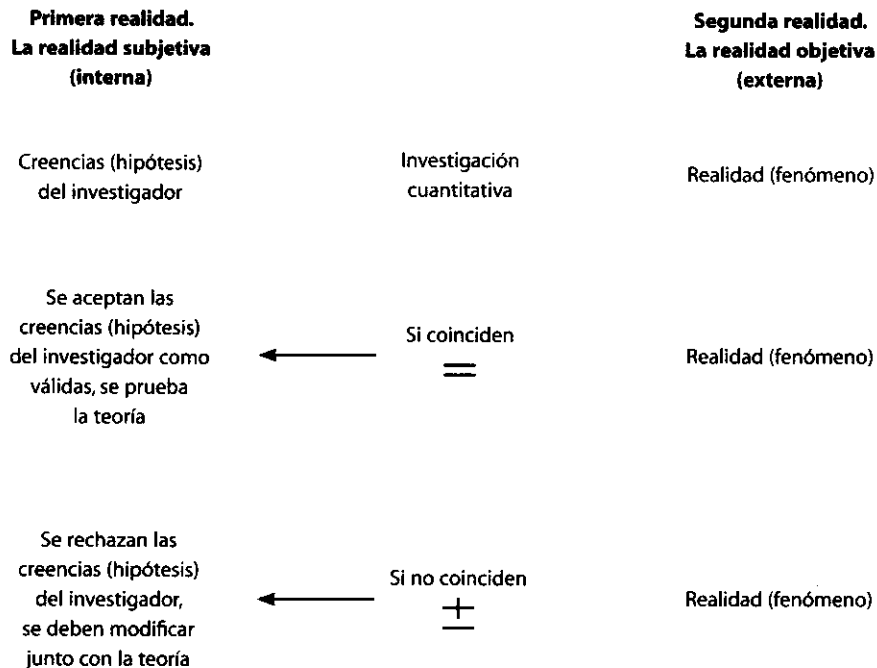 Primera realidad.
La realidad subjetiva
(interna)
Segunda realidad.
La realidad objetiva
(externa)
Creencias (hipótesis)
del investigador
Investigación
cuantitativa
Realidad (fenómeno)
Se aceptan las
creencias (hipótesis)
del investigador como
válidas, se prueba
la teoría
Si coinciden
=
Realidad (fenómeno)
Se rechazan las
creencias (hipótesis)
del investigador,
se deben modificar
junto con la teoría
Si no coinciden
±
Realidad (fenómeno)